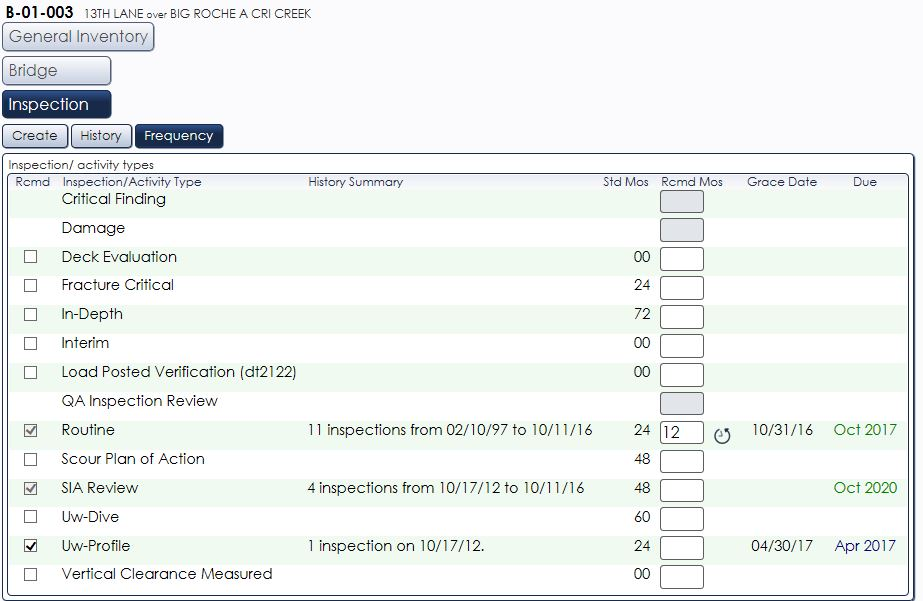 B-01-003 13TH LANE over BIG ROCHE A CRI CREEK
General Inventory
Bridge
Inspection
Create History Frequency
Inspection/ activity types
Rcmd Inspection/Activity Type History Summary Std Mos Rcmd Mos Grace Date Due
Critical Finding
Damage
Deck Evaluation 00
Fracture Critical 24
In-Depth 72
Interim 00
Load Posted Verification (dt2122) 00
QA Inspection Review
Routine 11 inspections from 02/10/97 to 10/11/16 24 12 10/31/16 Oct 2017
Scour Plan of Action 48
SIA Review 4 inspections from 10/17/12 to 10/11/16 48 Oct 2020
Uw-Dive 60
Uw-Profile 1 inspection on 10/17/12. 24 04/30/17 Apr 2017
Vertical Clearance Measured 00